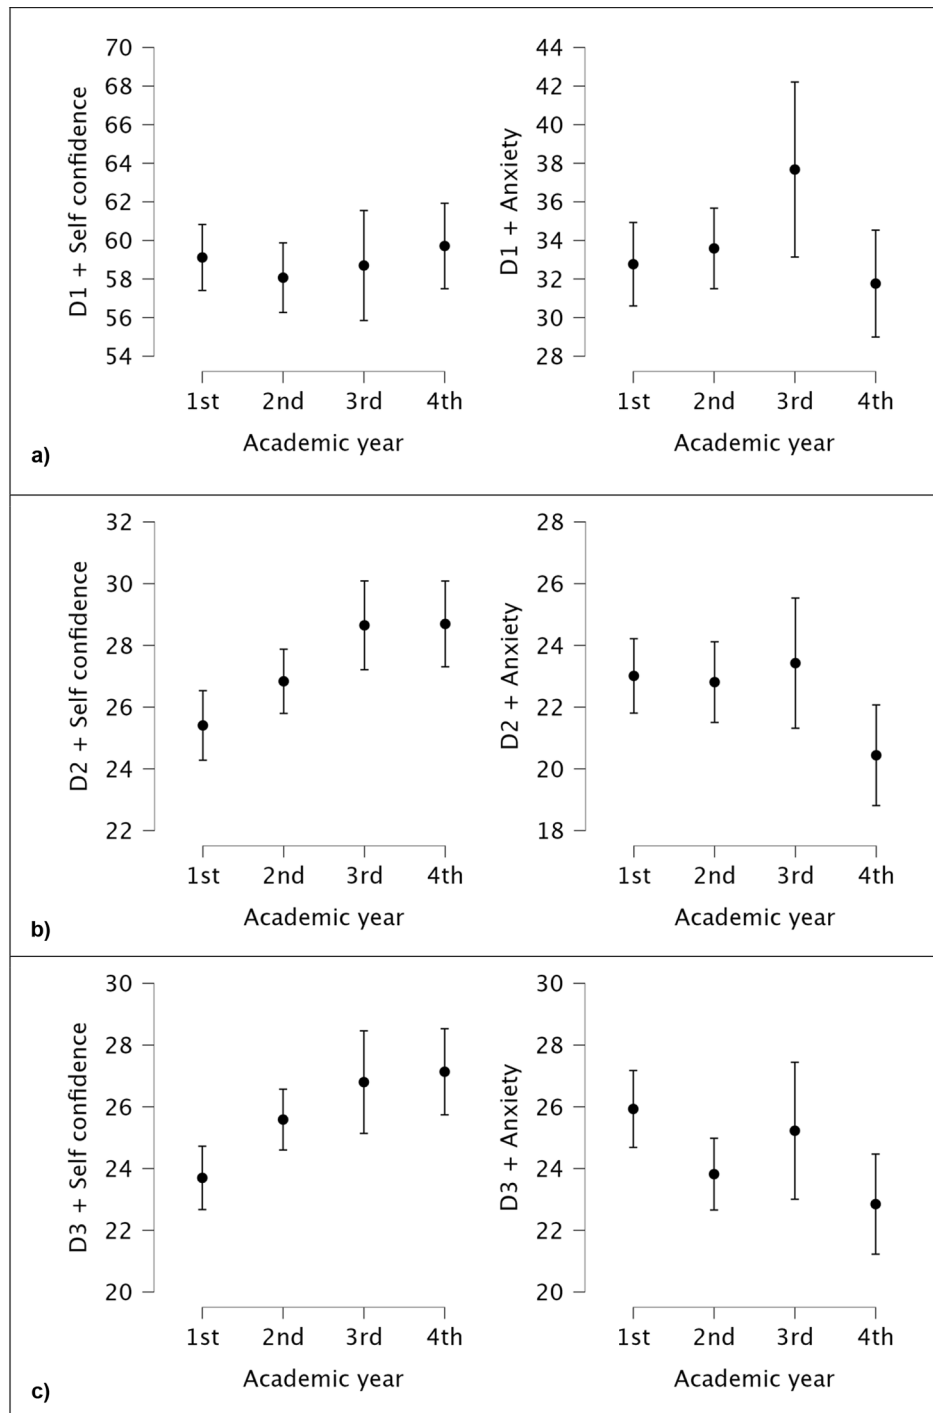 D1 + Self confidence
70
68
66
64
62
60
58
56
54
1st 2nd 3rd 4th
Academic year
D1 + Anxiety
44
42
40
38
36
34
32
30
28
1st 2nd 3rd 4th
Academic year
a)
D2 + Self confidence
32
30
28
26
24
22
1st 2nd 3rd 4th
Academic year
D2 + Anxiety
28
26
24
22
20
18
1st 2nd 3rd 4th
Academic year
b)
D3 + Self confidence
30
28
26
24
22
20
1st 2nd 3rd 4th
Academic year
D3 + Anxiety
30
28
26
24
22
20
1st 2nd 3rd 4th
Academic year
c)